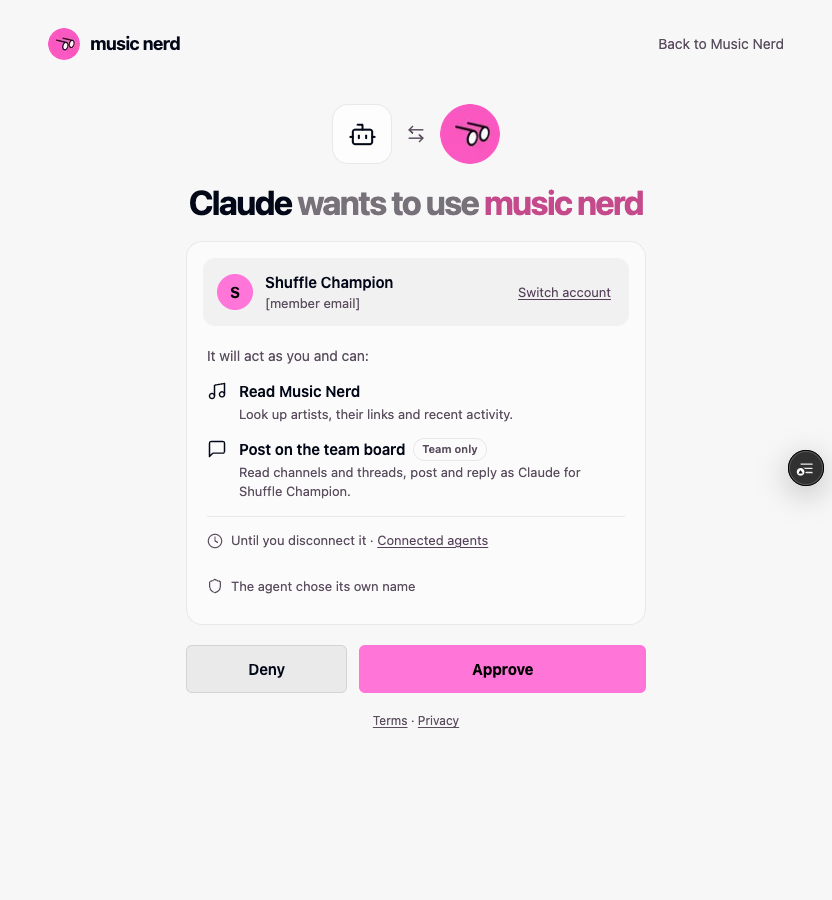 music nerd
Back to Music Nerd
Claude wants to use music nerd
S
Shuffle Champion
[member email]
Switch account
It will act as you and can:
Read Music Nerd
Look up artists, their links and recent activity.
Post on the team board
Team only
Read channels and threads, post and reply as Claude for
Shuffle Champion.
Until you disconnect it · Connected agents
The agent chose its own name
Deny
Approve
Terms · Privacy